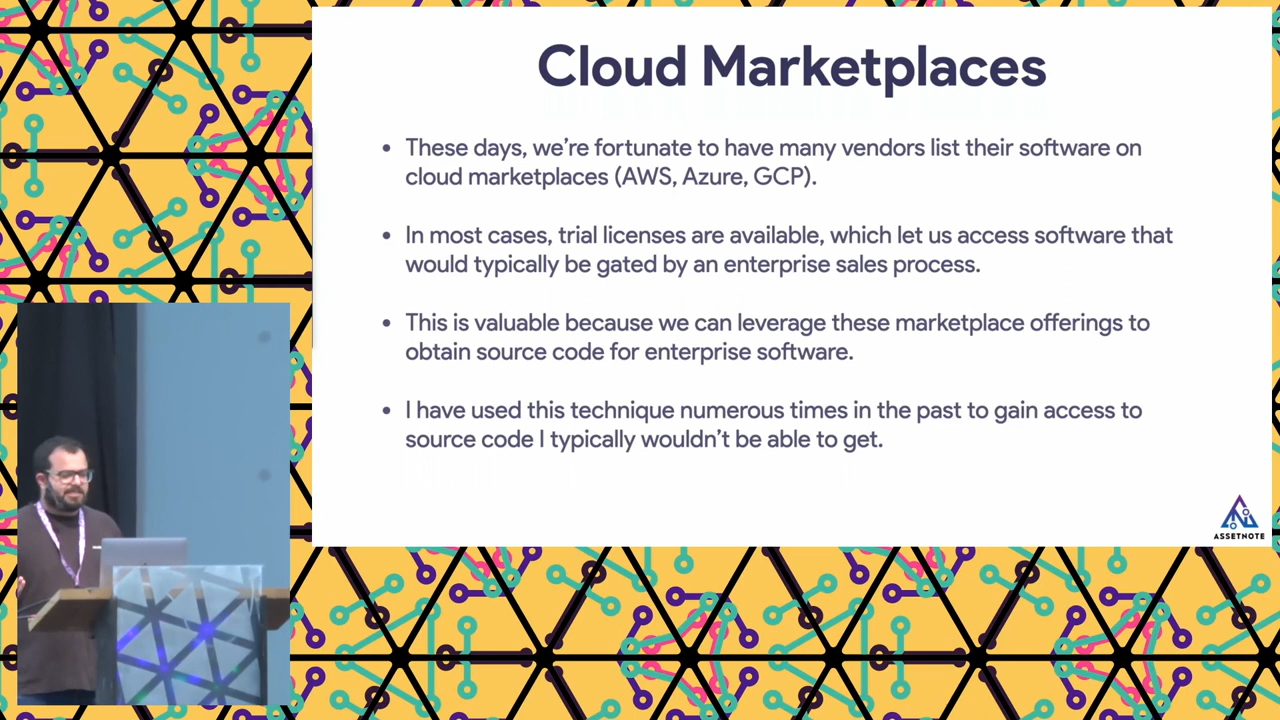 Cloud Marketplaces
• These days, we’re fortunate to have many vendors list their software on
cloud marketplaces (AWS, Azure, GCP).
• In most cases, trial licenses are available, which let us access software that
would typically be gated by an enterprise sales process.
• This is valuable because we can leverage these marketplace offerings to
obtain source code for enterprise software.
• I have used this technique numerous times in the past to gain access to
source code I typically wouldn’t be able to get.
ASSETNOTE